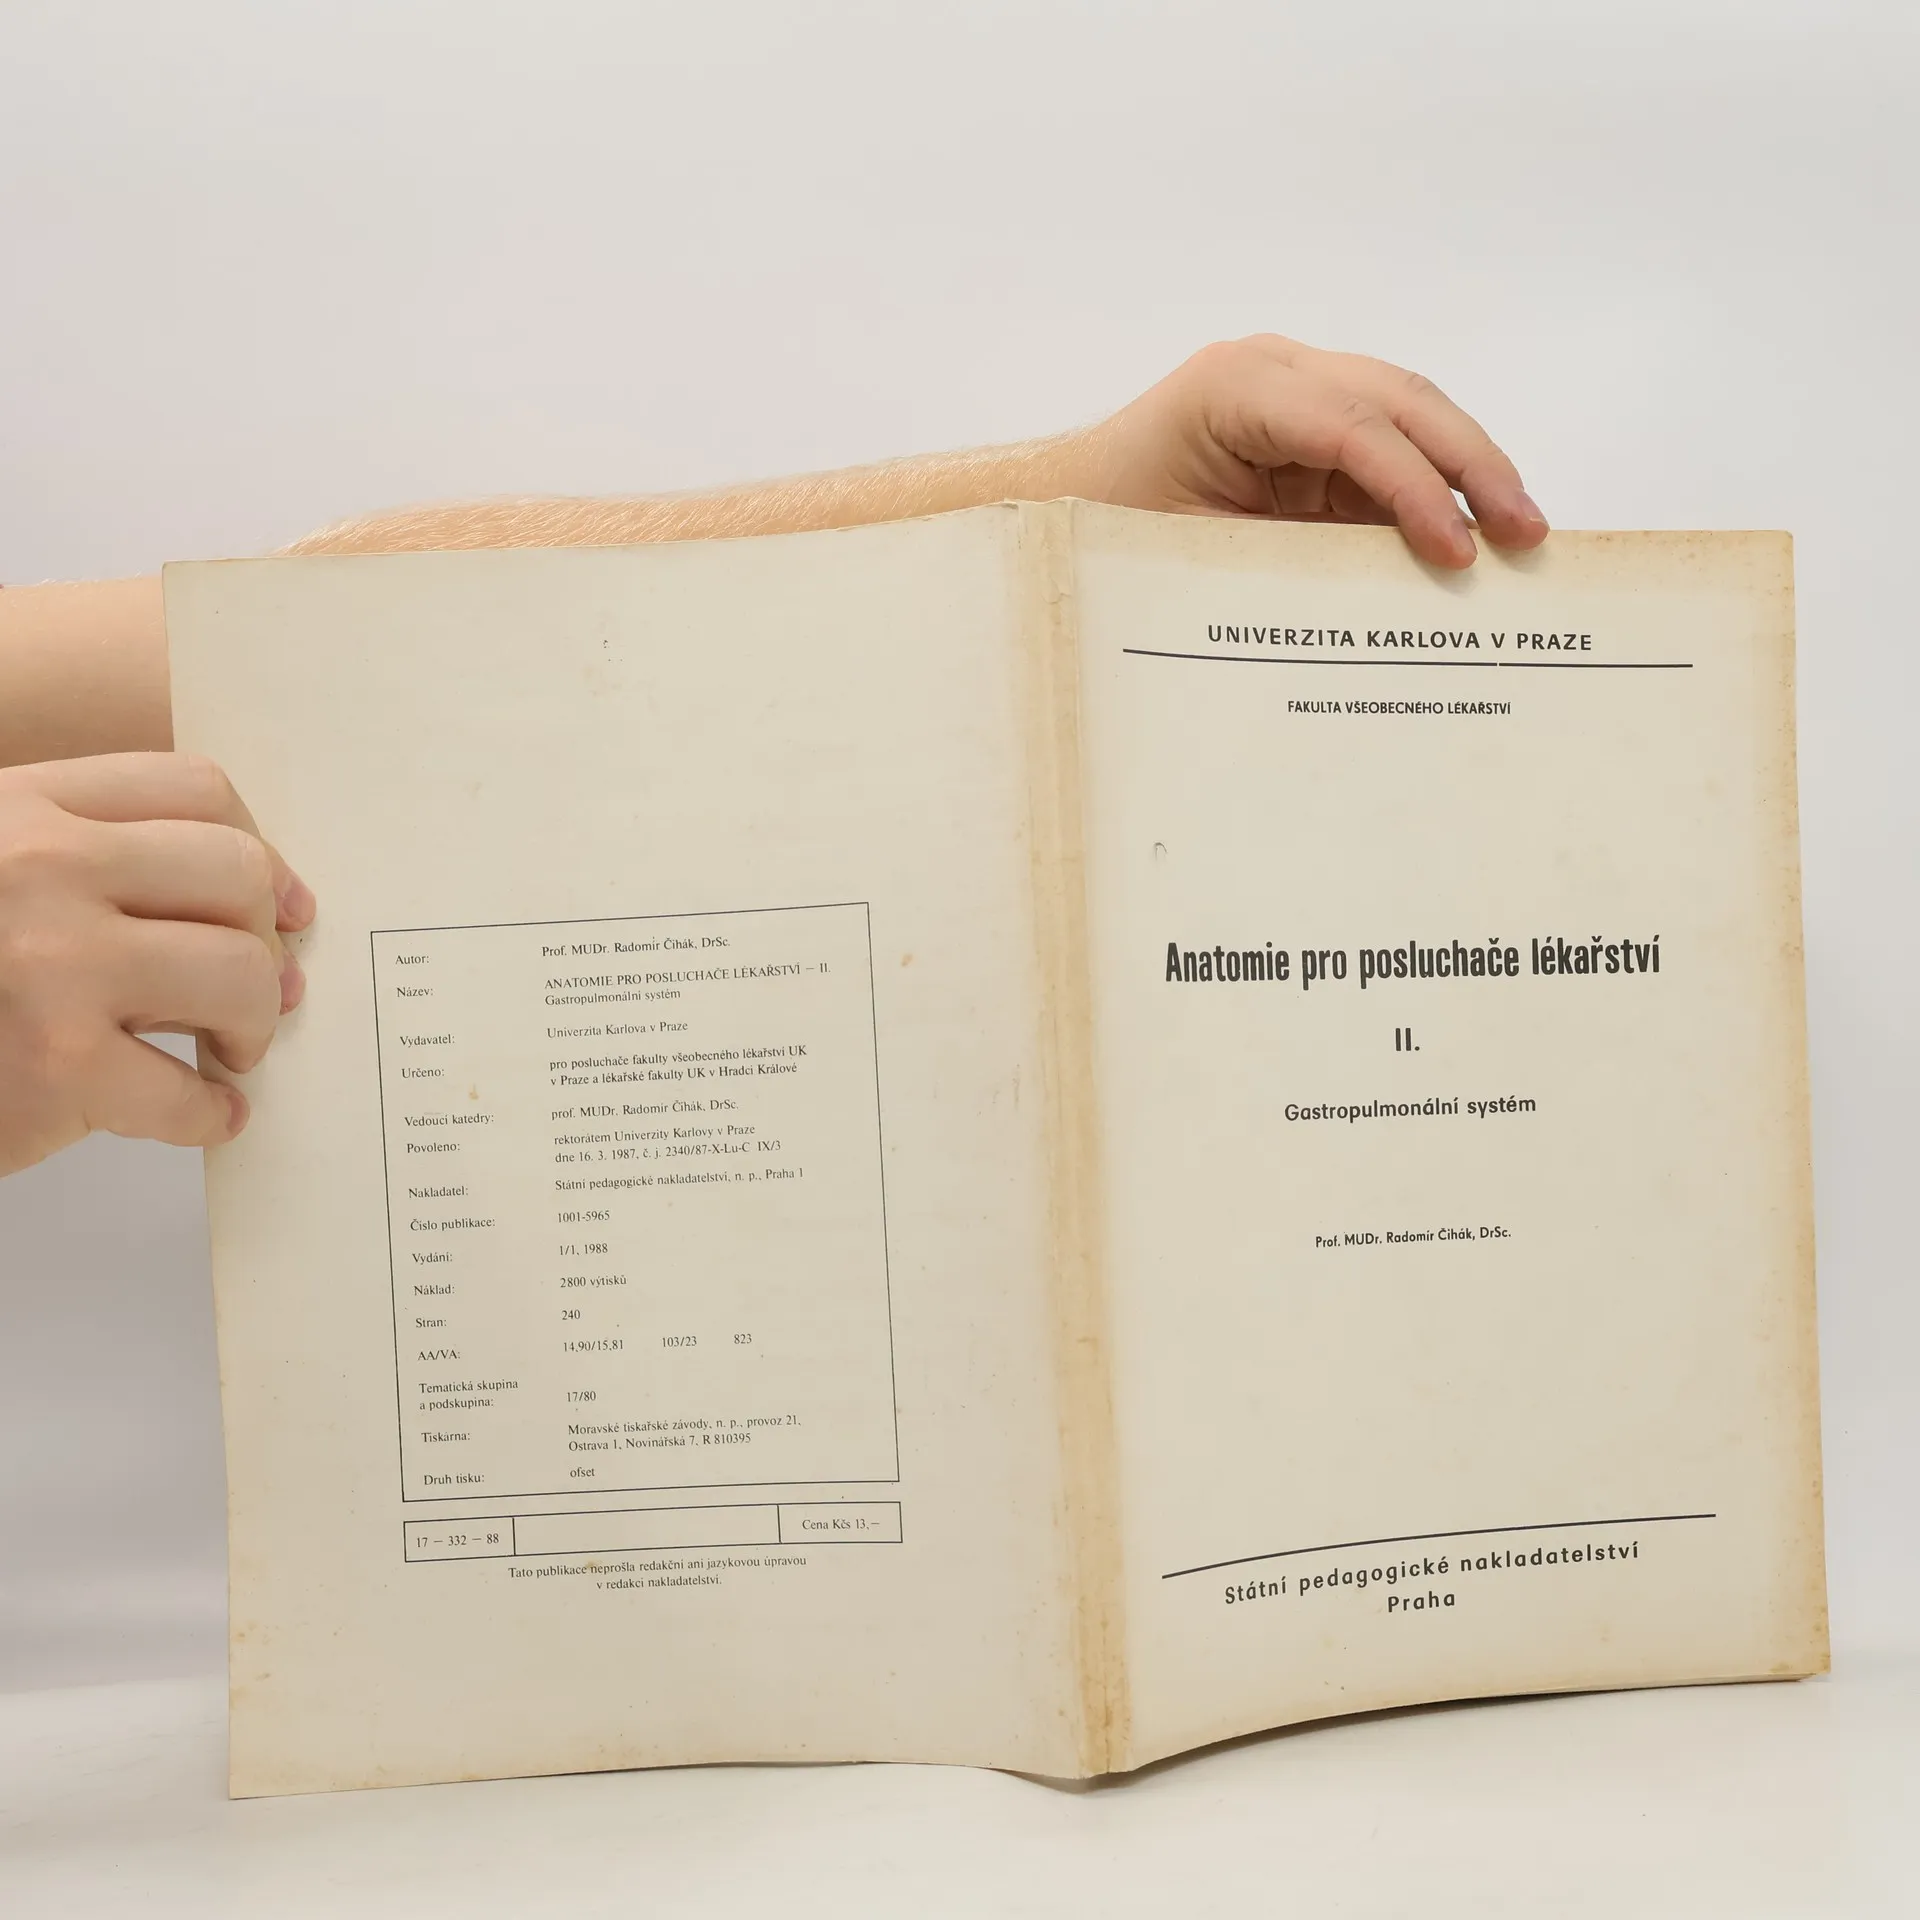 Autor: Prof. MUDr. Radomír Čihák, DrSc.
Název: ANATOMIE PRO POSLUCHAČE LÉKAŘSTVÍ – II.
Gastropulmonální systém
Vydavatel: Univerzita Karlova v Praze
Určeno: pro posluchače fakulty všeobecného lékařství UK
v Praze a lékařské fakulty UK v Hradci Králové
Vedoucí katedry: prof. MUDr. Radomír Čihák, DrSc.
Povoleno: rektorátem Univerzity Karlovy v Praze
dne 16. 3. 1987, č. j. 2340/87-X-Lu-C IX/3
Nakladatel: Státní pedagogické nakladatelství, n. p., Praha 1
Číslo publikace: 1001-5965
Vydání: 1/1, 1988
Náklad: 2800 výtisků
Stran: 240
AA/VA: 14,90/15,81 103/23 823
Tematická skupina
a podskupina: 17/80
Tiskárna: Moravské tiskařské závody, n. p., provoz 21,
Ostrava 1, Novinářská 7, R 810395
Druh tisku: ofset
17 – 332 – 88 Cena Kčs 13,–
Tato publikace neprošla redakční ani jazykovou úpravou
v redakci nakladatelství.
UNIVERZITA KARLOVA V PRAZE
FAKULTA VŠEOBECNÉHO LÉKAŘSTVÍ
Anatomie pro posluchače lékařství
II.
Gastropulmonální systém
Prof. MUDr. Radomír Čihák, DrSc.
Státní pedagogické nakladatelství
Praha